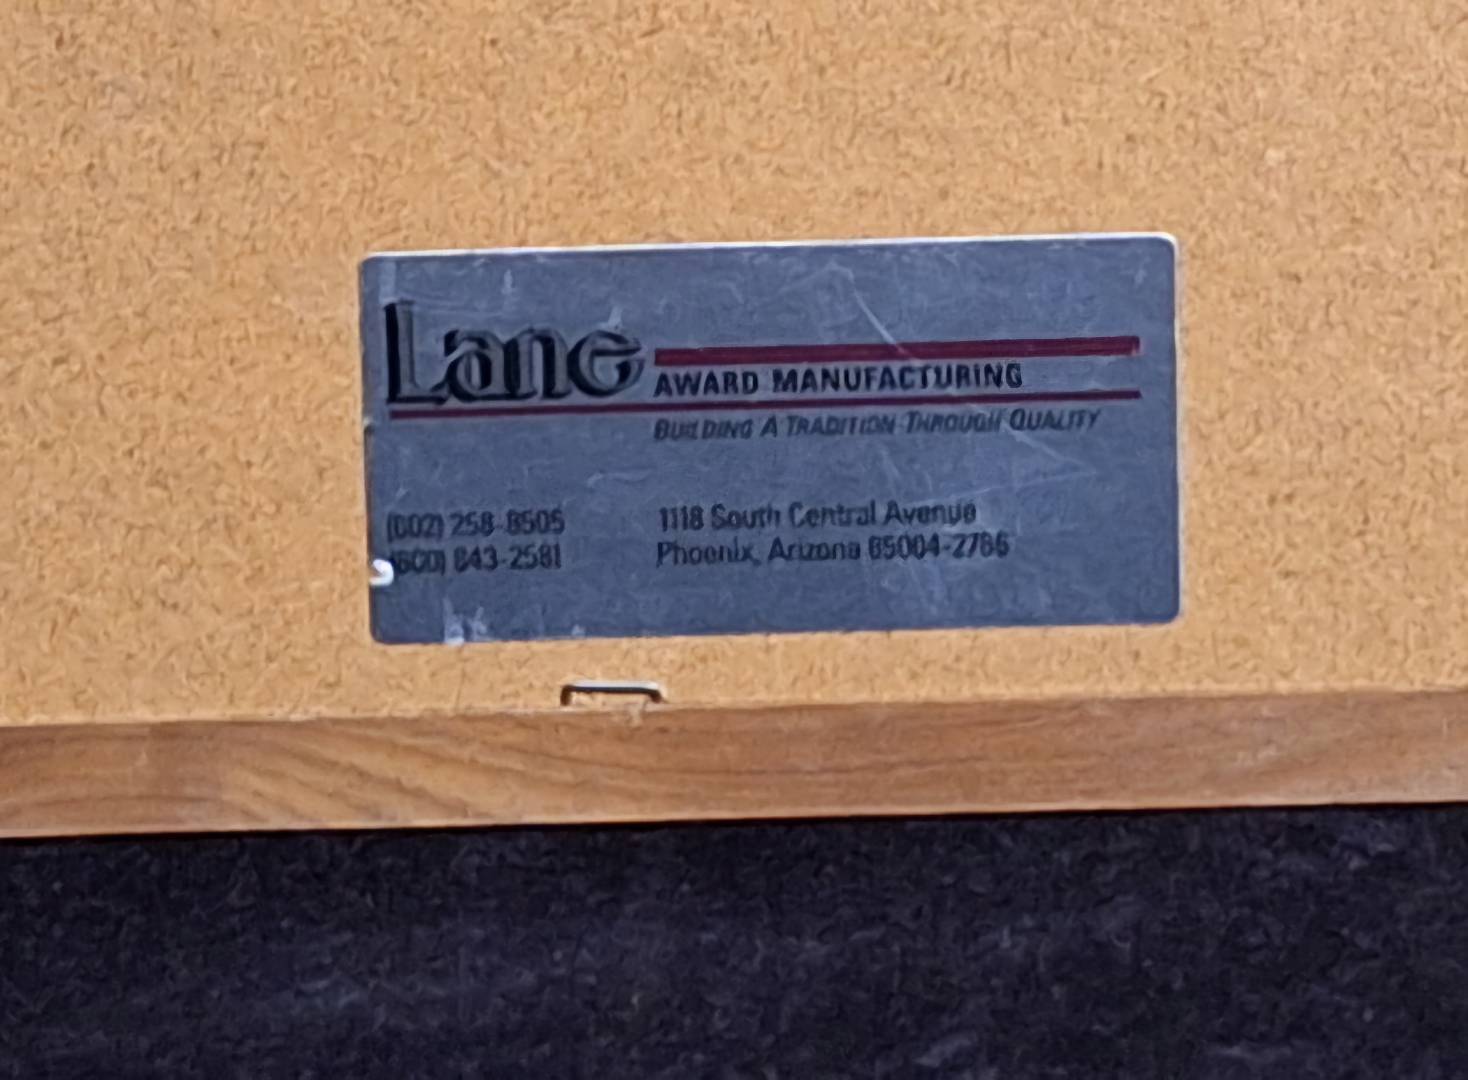 Lane
AWARD MANUFACTURING
BUILDING A TRADITION THROUGH QUALITY
(602) 258-8505
(800) 843-2581
1118 South Central Avenue
Phoenix, Arizona 85004-2786